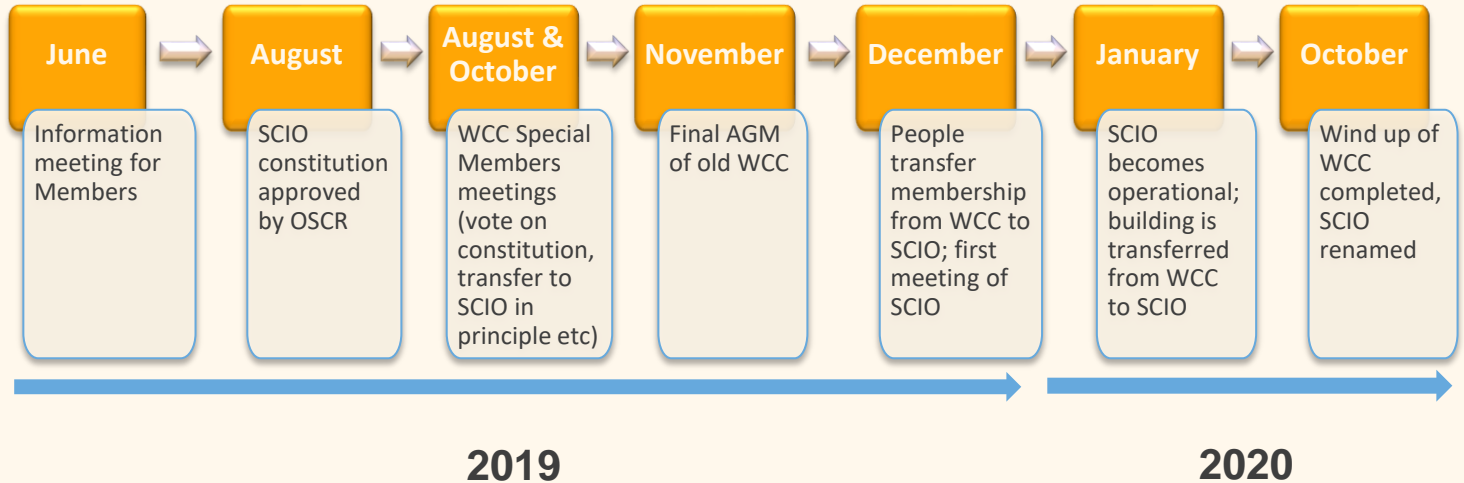 June
August
August &
October
November
December
January
October
Information
meeting for
Members
SCIO
constitution
approved
by OSCR
WCC Special
Members
meetings
(vote on
constitution,
transfer to
SCIO in
principle etc)
Final AGM
of old WCC
People
transfer
membership
from WCC to
SCIO; first
meeting of
SCIO
SCIO
becomes
operational;
building is
transferred
from WCC
to SCIO
Wind up of
WCC
completed,
SCIO
renamed
2019
2020